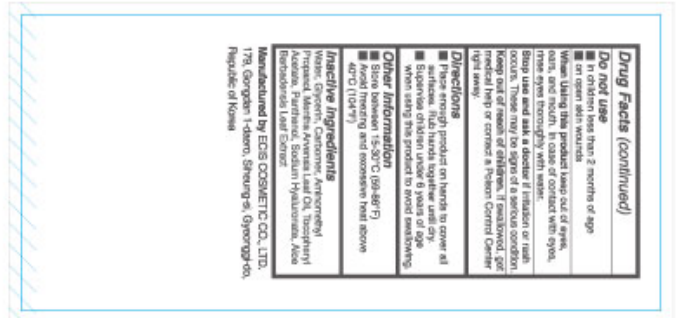 Drug Facts (continued)
Do not use
■ in children less than 2 months of age
■ on open skin wounds
When Using this product keep out of eyes,
ears, and mouth. In case of contact with eyes,
rinse eyes thoroughly with water.
Stop use and ask a doctor if irritation or rash
occurs. These may be signs of a serious condition.
Keep out of reach of children. If swallowed, get
medical help or contact a Poison Control Center
right away.
Directions
■ Place enough product on hands to cover all
surfaces. Rub hands together until dry.
■ Supervise children under 6 years of age
when using this product to avoid swallowing.
Other Information
■ Store between 15-30°C (59-86°F)
■ Avoid freezing and excessive heat above
40°C (104°F)
Inactive Ingredients
Water, Glycerin, Carbomer, Aminomethyl
Propanol, Mentha Arvensis Leaf Oil, Tocopheryl
Acetate, Panthenol, Sodium Hyaluronate, Aloe
Barbadensis Leaf Extract
Manufactured by ECIS COSMETIC CO., LTD.
179, Gongdan 1-daero, Siheung-si, Gyeonggi-do,
Republic of Korea